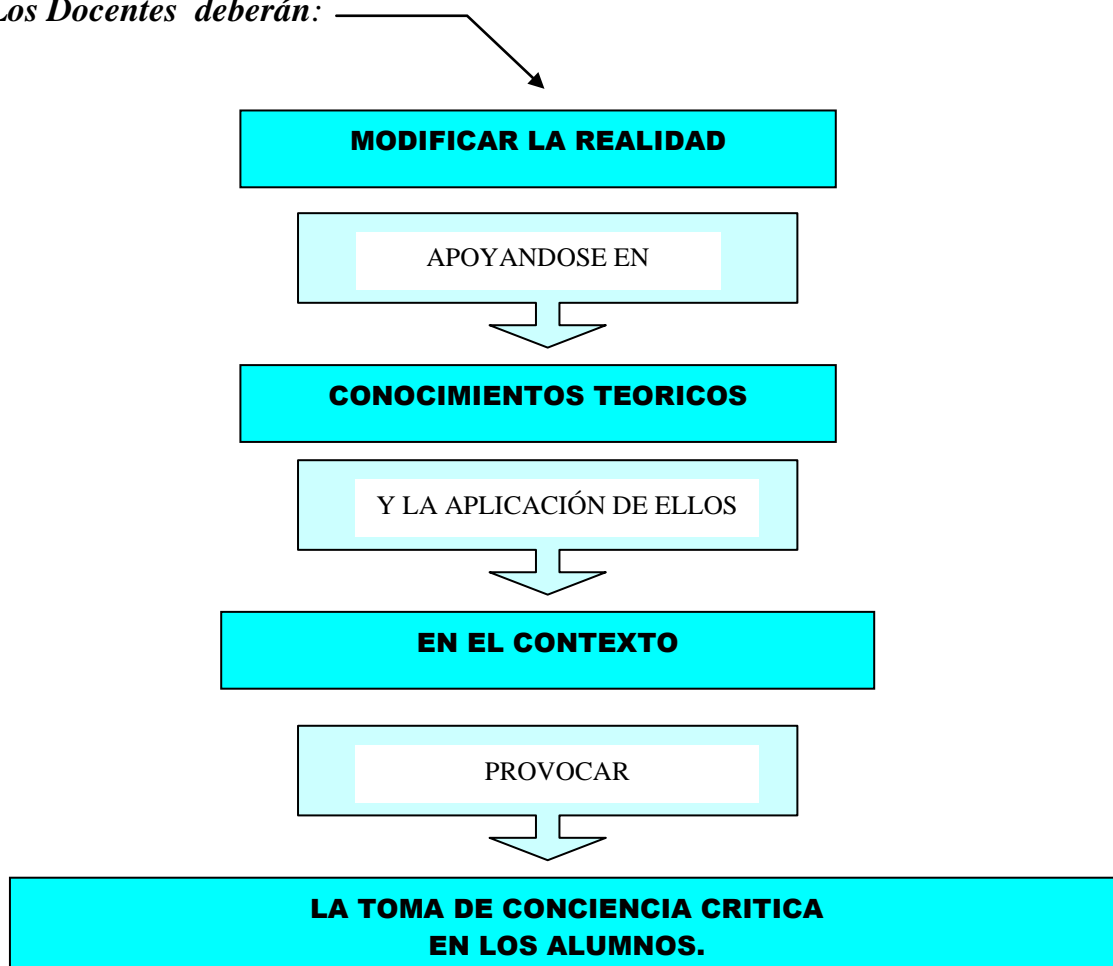 Los Docentes deberán:
MODIFICAR LA REALIDAD
APOYANDOSE EN
CONOCIMIENTOS TEORICOS
Y LA APLICACIÓN DE ELLOS
EN EL CONTEXTO
PROVOCAR
LA TOMA DE CONCIENCIA CRITICA
EN LOS ALUMNOS.